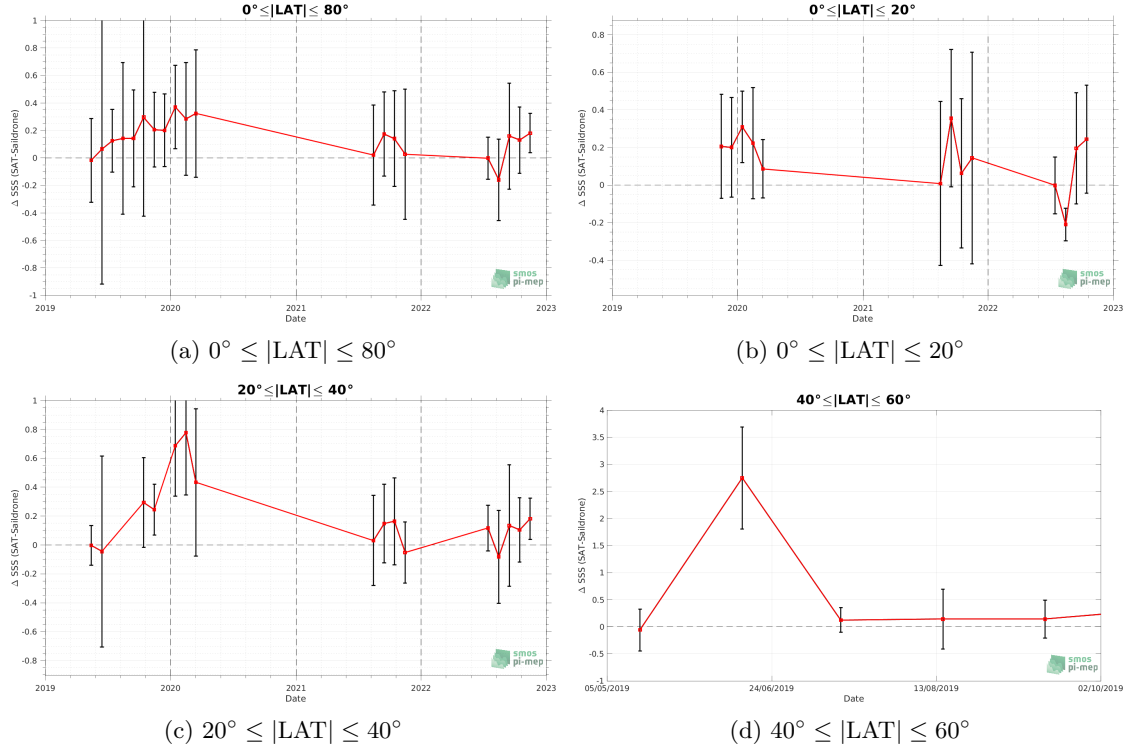 0°≤|LAT|≤ 80°
1
0.8
0.6
0.4
0.2
0
-0.2
-0.4
-0.6
-0.8
-1
Δ SSS (SAT-Saildrone)
2019
2020
2021
2022
2023
Date
smos
pi-mep
(a) 0° ≤ |LAT| ≤ 80°
0°≤|LAT|≤ 20°
0.8
0.6
0.4
0.2
0
-0.2
-0.4
Δ SSS (SAT-Saildrone)
2019
2020
2021
2022
2023
Date
smos
pi-mep
(b) 0° ≤ |LAT| ≤ 20°
20°≤|LAT|≤ 40°
1
0.8
0.6
0.4
0.2
0
-0.2
-0.4
-0.6
-0.8
Δ SSS (SAT-Saildrone)
2019
2020
2021
2022
2023
Date
smos
pi-mep
(c) 20° ≤ |LAT| ≤ 40°
40°≤|LAT|≤ 60°
4
3.5
3
2.5
2
1.5
1
0.5
0
-0.5
-1
Δ SSS (SAT-Saildrone)
05/05/2019
24/06/2019
13/08/2019
02/10/2019
Date
smos
pi-mep
(d) 40° ≤ |LAT| ≤ 60°